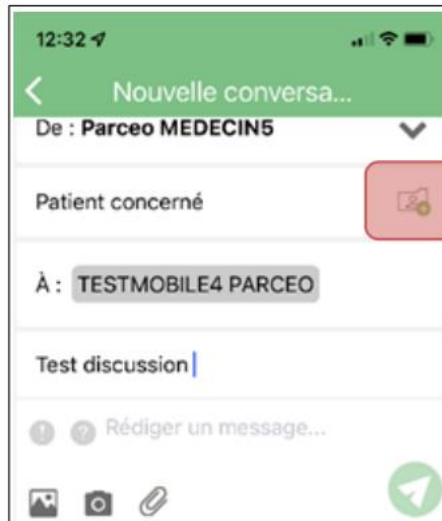 12:32
Nouvelle conversa...
De : Parceo MEDECIN5
Patient concerné
À : TESTMOBILE4 PARCEO
Test discussion
Rédiger un message...